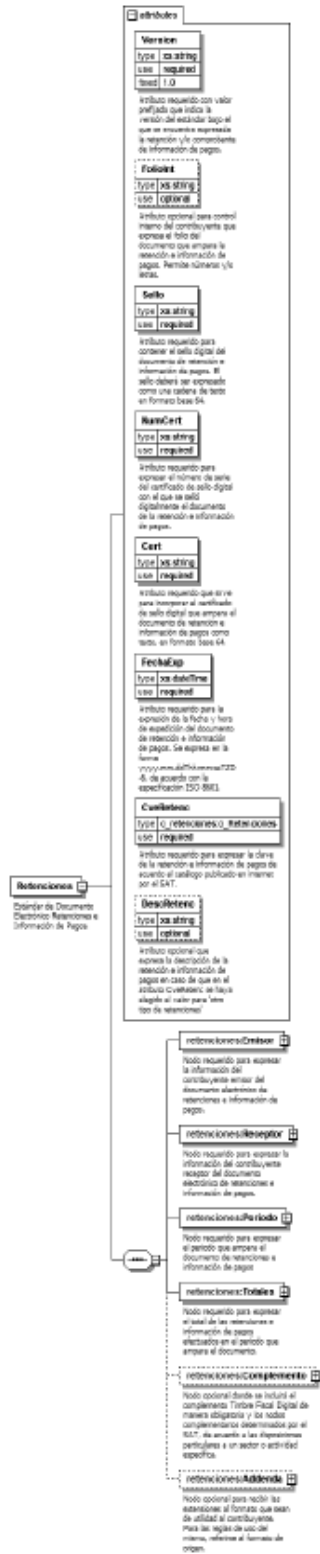 attributes
Version
type xs:string
use required
fixed 1.0
Atributo requerido con valor
prefijado que indica la
versión del estándar bajo el
que se encuentra expresada
la retención y/o comprobante
de información de pagos.
FolioInt
type xs:string
use optional
Atributo opcional para control
interno del contribuyente que
expresa el folio del
documento que ampara la
retención e información de
pagos. Permite números y/o
letras.
Sello
type xs:string
use required
Atributo requerido para
contener el sello digital del
documento de retención e
información de pagos. El
sello deberá ser expresado
como una cadena de texto
en formato base 64.
NumCert
type xs:string
use required
Atributo requerido para
expresar el número de serie
del certificado de sello digital
con el que se selló
digitalmente el documento
de la retención e información
de pagos.
Cert
type xs:string
use required
Atributo requerido que sirve
para incorporar el certificado
de sello digital que ampara el
documento de retención e
información de pagos como
texto, en formato base 64.
FechaExp
type xs:dateTime
use required
Atributo requerido para la
expresión de la fecha y hora
de expedición del documento
de retención e información
de pagos. Se expresa en la
forma
-6, de acuerdo con la
especificación ISO 8601.
CveRetenc
type c_retenciones:c_Retenciones
use required
Atributo requerido para expresar la clave
de la retención e información de pagos de
acuerdo al catálogo publicado en internet
por el SAT.
DescRetenc
type xs:string
use optional
Atributo opcional que
expresa la descripción de la
retención e información de
pagos en caso de que en el
atributo CveRetenc se haya
elegido el valor para 'otro
tipo de retenciones'
Retenciones
Estándar de Documento
Electrónico Retenciones e
Información de Pagos
retenciones:Emisor
Nodo requerido para expresar
la información del
contribuyente emisor del
documento electrónico de
retenciones e información de
pagos.
retenciones:Receptor
Nodo requerido para expresar la
información del contribuyente
receptor del documento
electrónico de retenciones e
información de pagos.
retenciones:Periodo
Nodo requerido para expresar
el periodo que ampara el
documento de retenciones e
información de pagos
retenciones:Totales
Nodo requerido para expresar
el total de las retenciones e
información de pagos
efectuados en el período que
ampara el documento.
retenciones:Complemento
Nodo opcional donde se incluirá el
complemento Timbre Fiscal Digital de
manera obligatoria y los nodos
complementarios determinados por el
SAT, de acuerdo a las disposiciones
particulares a un sector o actividad
específica.
retenciones:Addenda
Nodo opcional para recibir las
extensiones al formato que sean
de utilidad al contribuyente.
Para las reglas de uso del
mismo, referirse al formato de
origen.